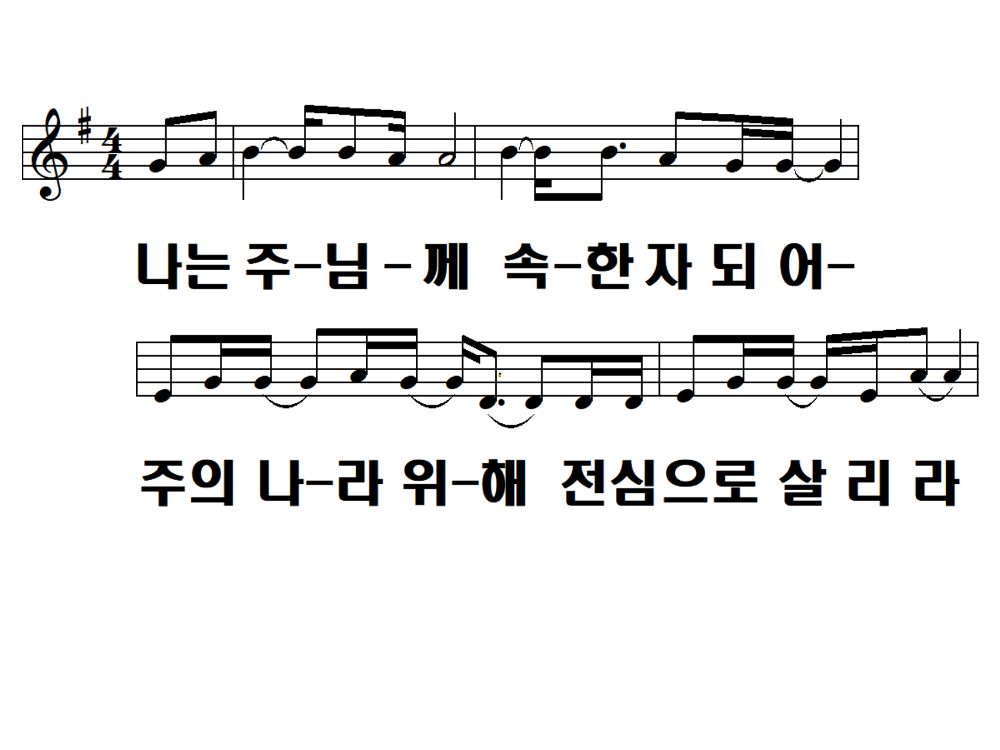 나는 주-님 - 께 속-한 자 되 어-
주의 나-라 위-해 전심으로 살 리 라